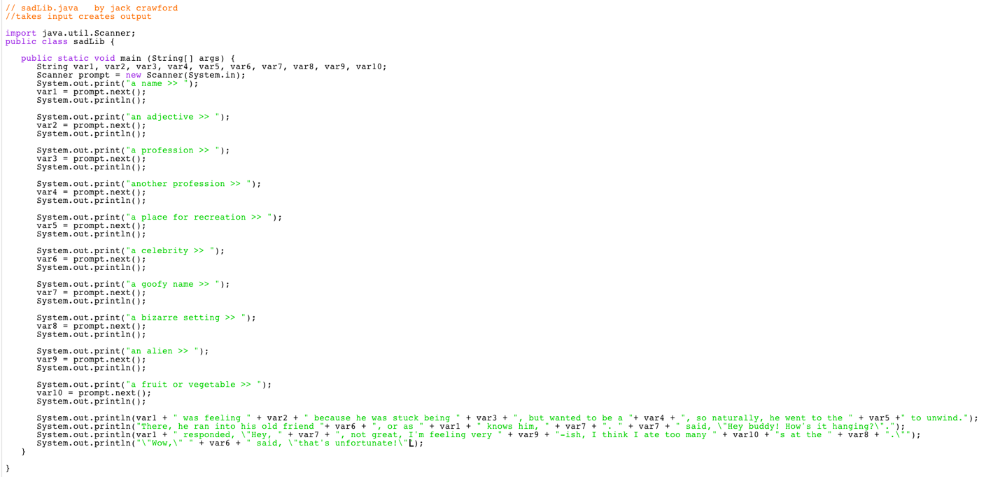 // sadLib.java   by jack crawford
//takes input creates output

import java.util.Scanner;
public class sadLib {

   public static void main (String[] args) {
      String var1, var2, var3, var4, var5, var6, var7, var8, var9, var10;
      Scanner prompt = new Scanner(System.in);
      System.out.print("a name >> ");
      var1 = prompt.next();
      System.out.println();

      System.out.print("an adjective >> ");
      var2 = prompt.next();
      System.out.println();

      System.out.print("a profession >> ");
      var3 = prompt.next();
      System.out.println();

      System.out.print("another profession >> ");
      var4 = prompt.next();
      System.out.println();

      System.out.print("a place for recreation >> ");
      var5 = prompt.next();
      System.out.println();

      System.out.print("a celebrity >> ");
      var6 = prompt.next();
      System.out.println();

      System.out.print("a goofy name >> ");
      var7 = prompt.next();
      System.out.println();

      System.out.print("a bizarre setting >> ");
      var8 = prompt.next();
      System.out.println();

      System.out.print("an alien >> ");
      var9 = prompt.next();
      System.out.println();

      System.out.print("a fruit or vegetable >> ");
      var10 = prompt.next();
      System.out.println();

      System.out.println(var1 + " was feeling " + var2 + " because he was stuck being " + var3 + ", but wanted to be a "+ var4 + ", so naturally, he went to the " + var5 +" to unwind.");
      System.out.println("There, he ran into his old friend "+ var6 + ", or as " + var1 + " knows him, " + var7 + ". " + var7 + " said, \"Hey buddy! How's it hanging?\".");
      System.out.println(var1 + " responded, \"Hey, " + var7 + ", not great, I'm feeling very " + var9 + "-ish, I think I ate too many " + var10 + "s at the " + var8 + ".\"");
      System.out.println("\"Wow,\" " + var6 + " said, \"that's unfortunate!\"");
   }

}